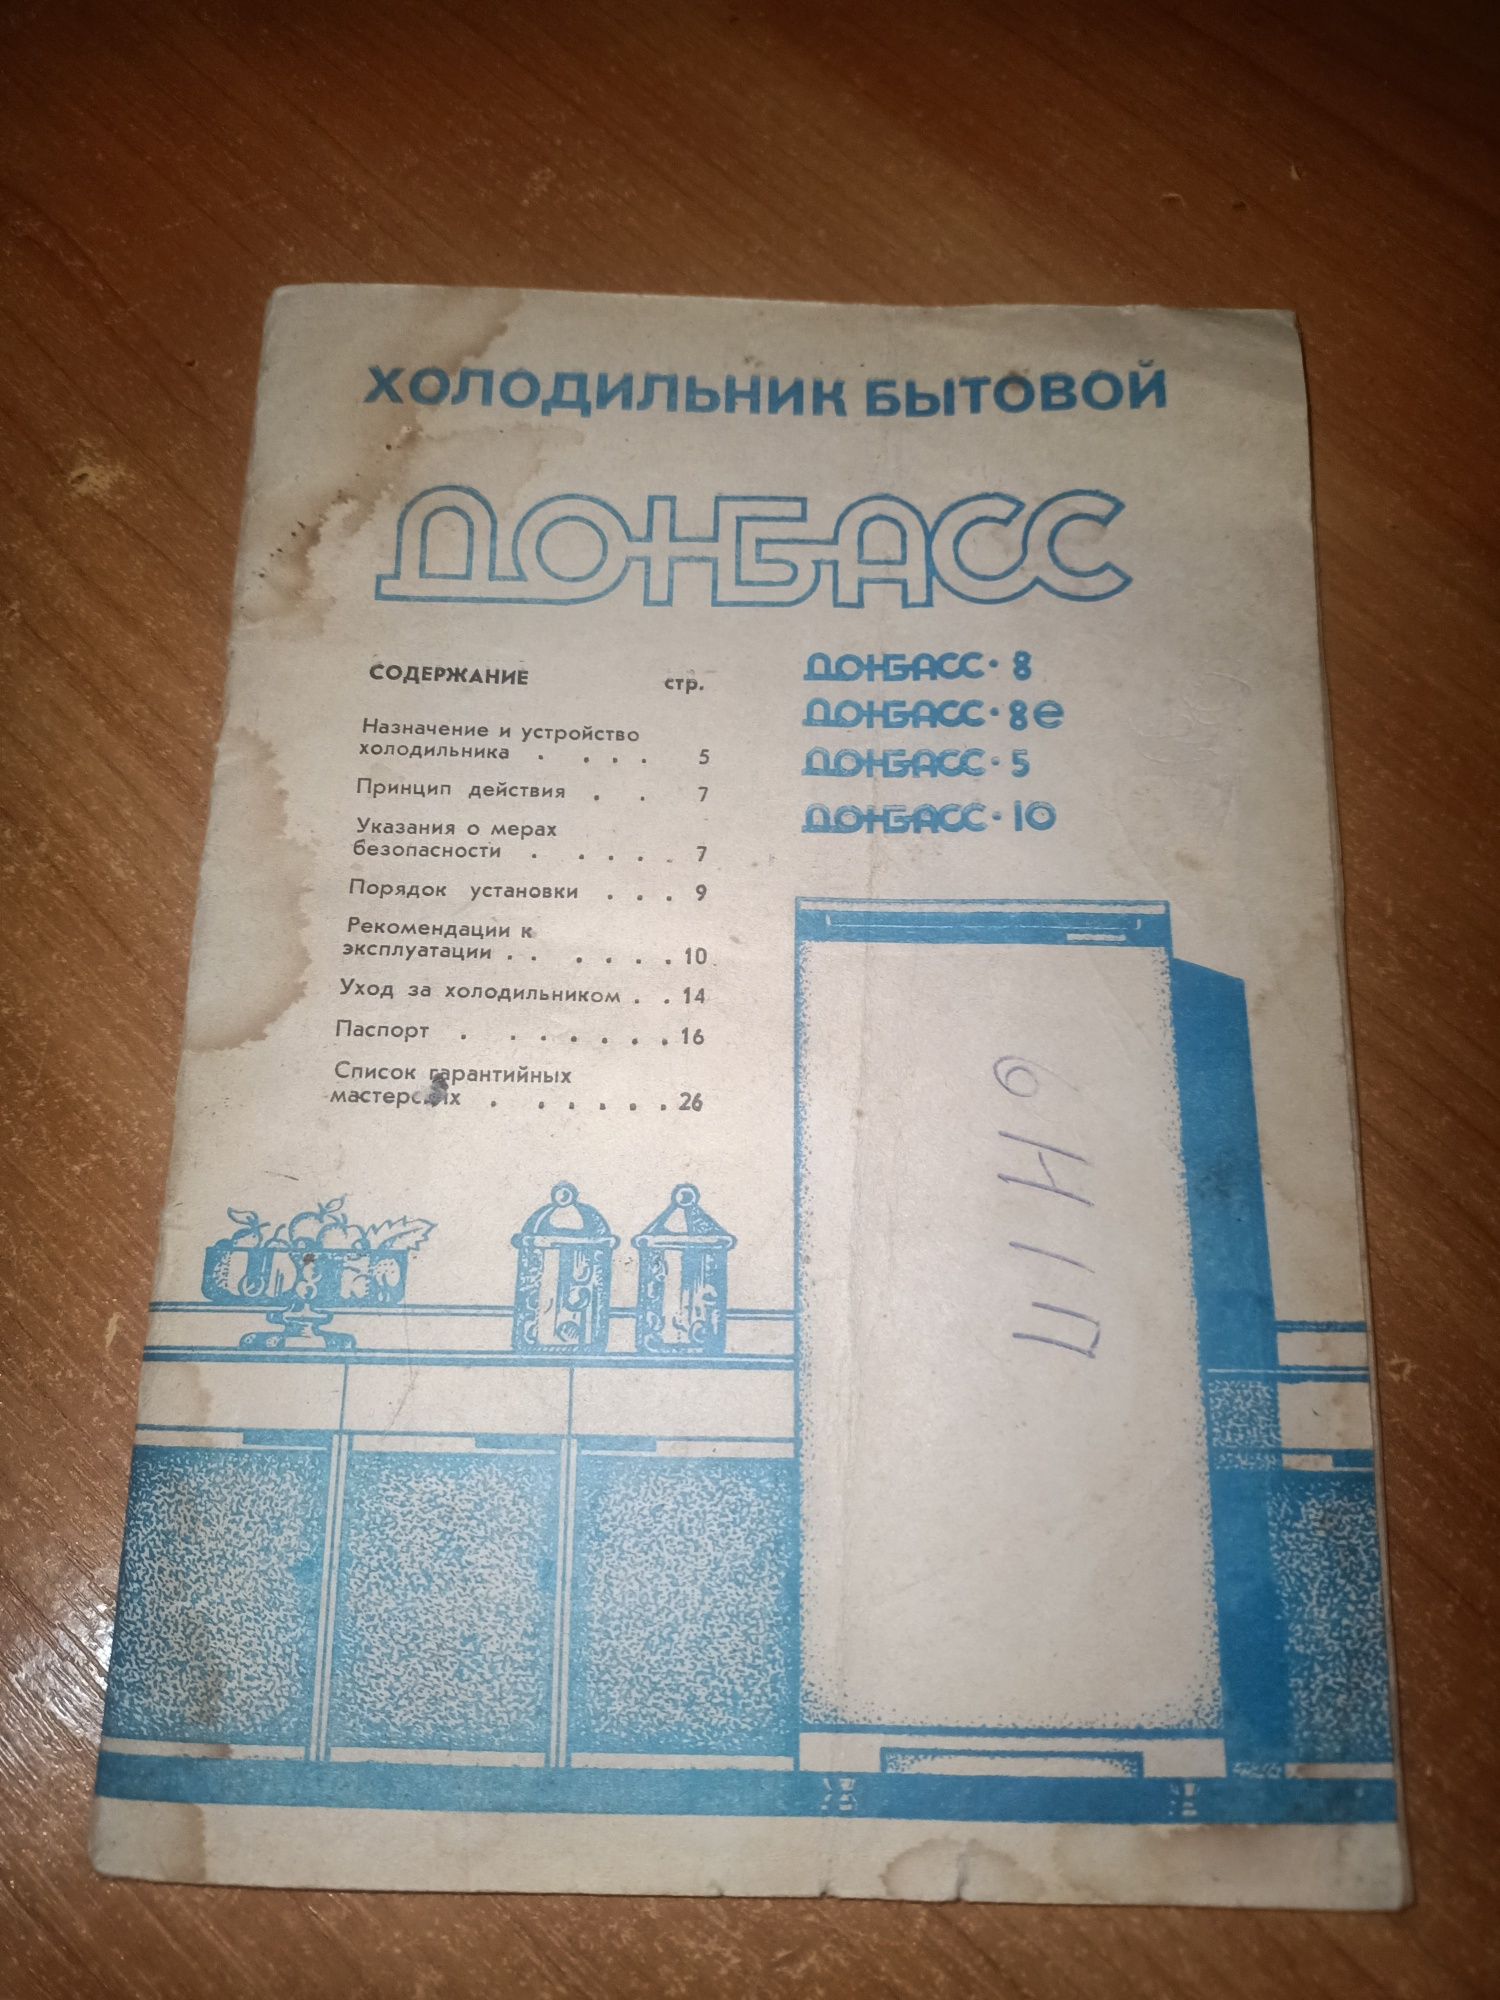 ХОЛОДИЛЬНИК БЫТОВОЙ
ДОНБАСС
СОДЕРЖАНИЕ стр.
Назначение и устройство
холодильника . . . . 5
Принцип действия . . 7
Указания о мерах
безопасности . . . . . 7
Порядок установки . . . 9
Рекомендации к
эксплуатации . . . . . . 10
Уход за холодильником . . 14
Паспорт . . . . . . . 16
Список гарантийных
мастерских . . . . . . 26
ДОНБАСС·8
ДОНБАСС·8е
ДОНБАСС·5
ДОНБАСС·10